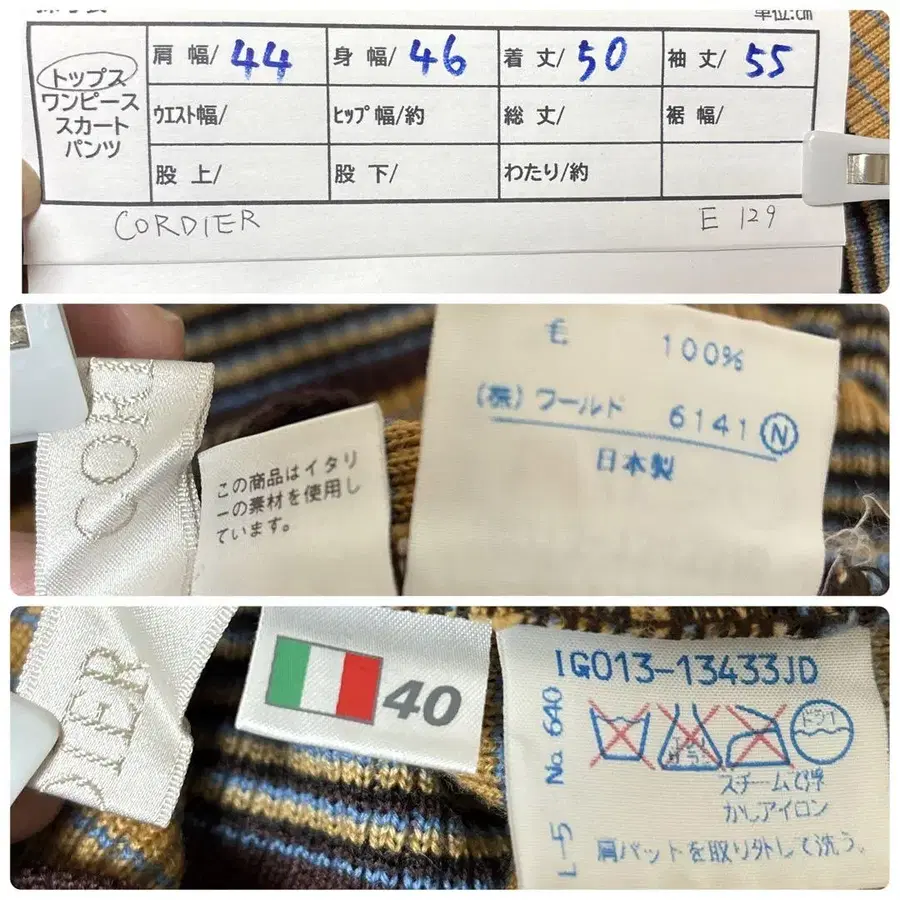 単位:cm
肩 幅/ 44
身 幅/ 46
着 丈/ 50
袖 丈/ 55
トップス
ワンピース
スカート
パンツ
ウエスト幅/
ヒップ幅/約
総 丈/
裾 幅/
股 上/
股 下/
わたり/約
CORDIER
E 129
この商品はイタリ
ーの素材を使用し
ています。
毛 100%
(株)ワールド 6141 N
日本製
40
IG013-13433JD
No. 640
L-5
ドライ
スチームで浮
かしアイロン
肩パットを取り外して洗う。